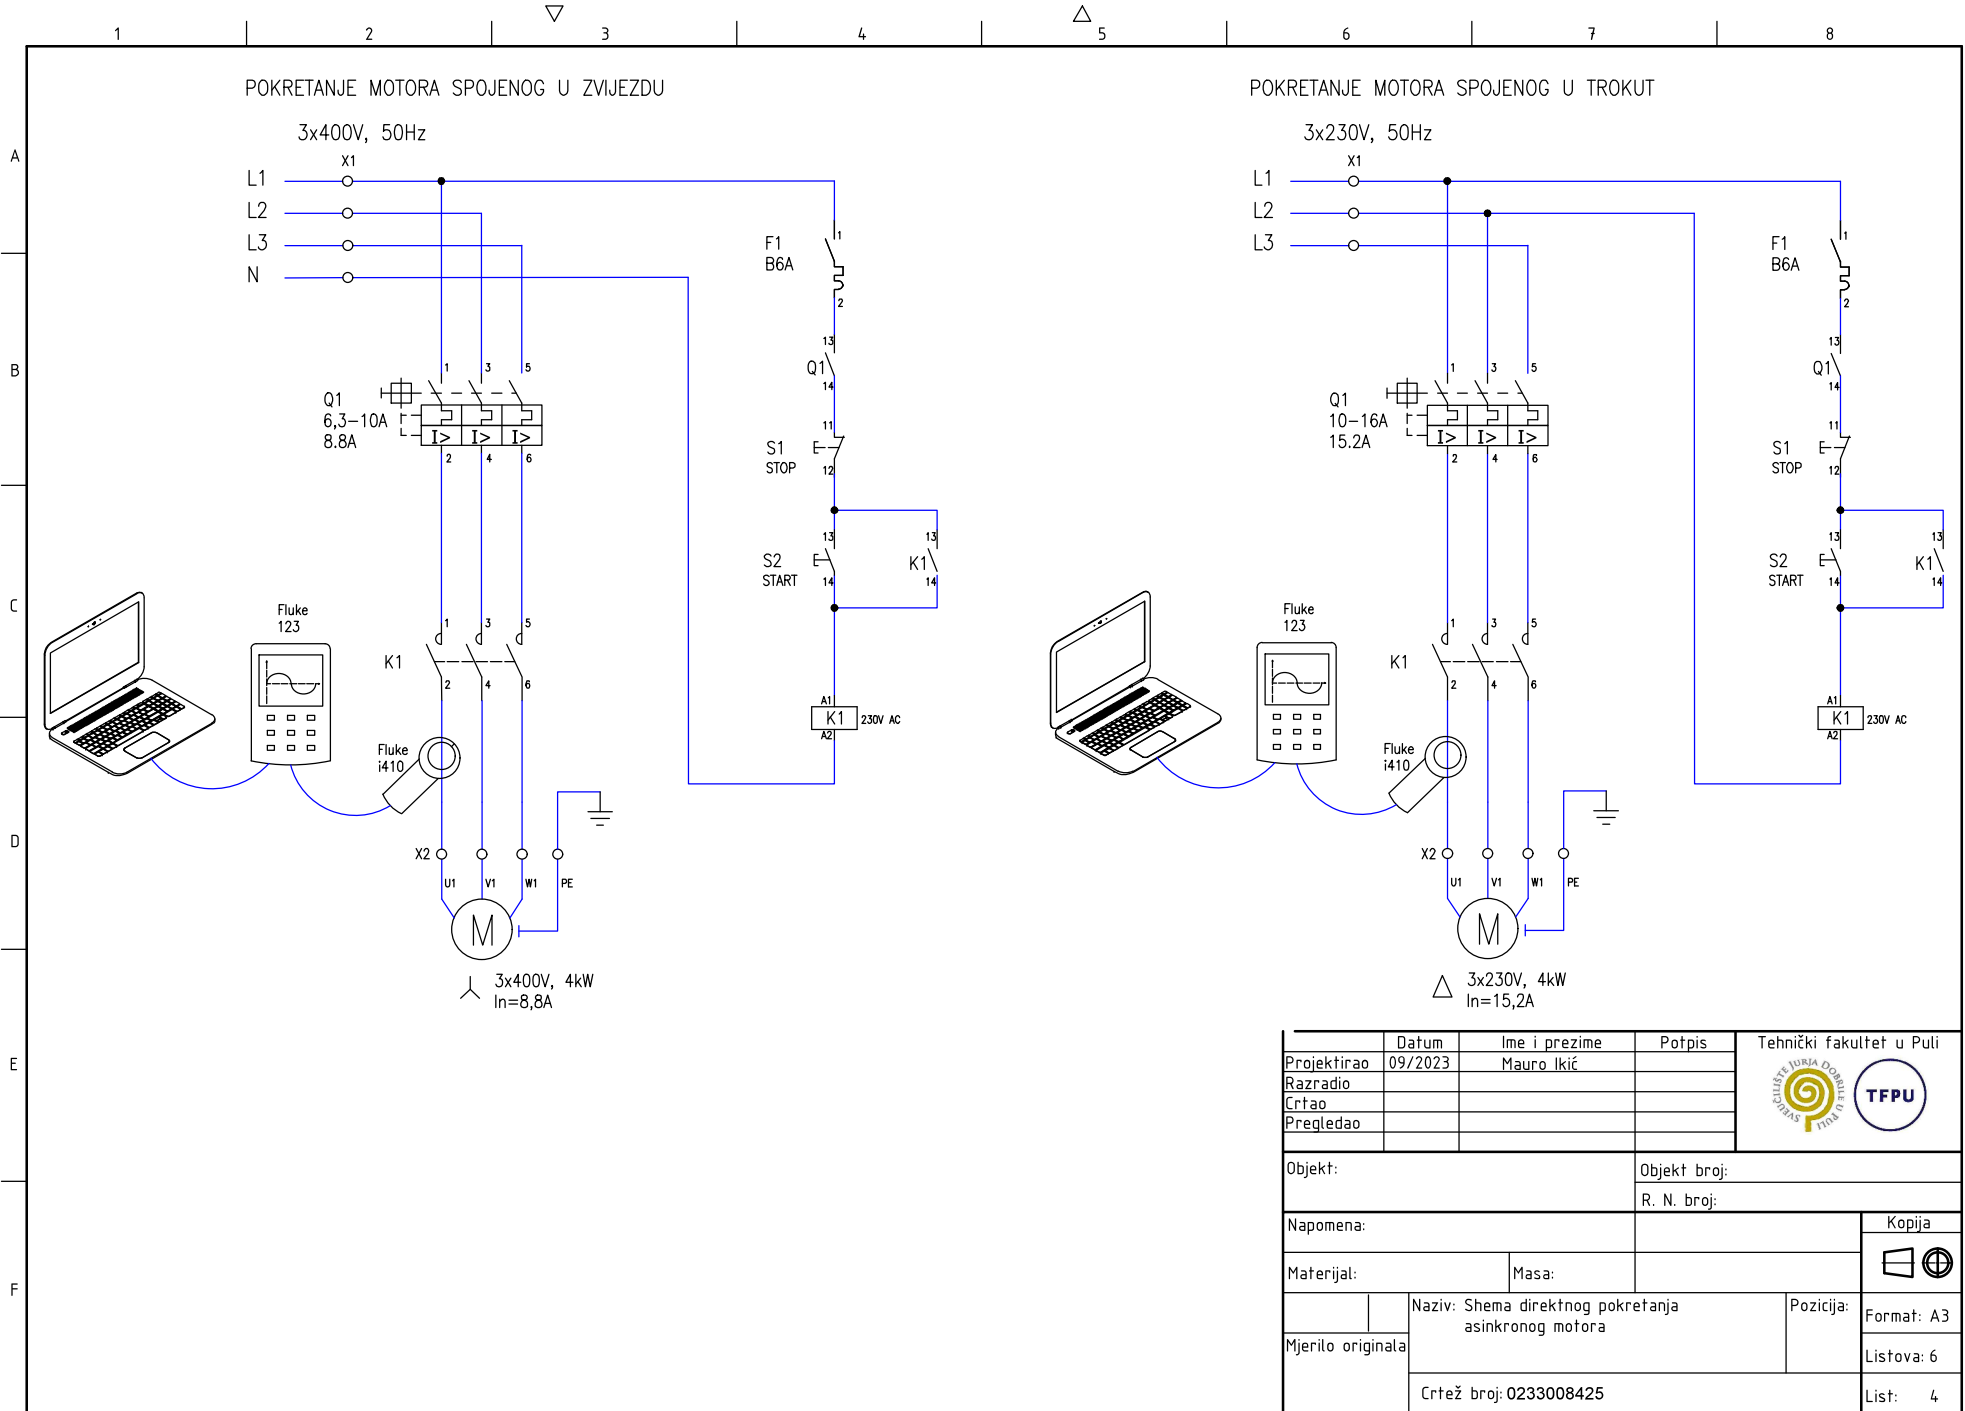 1 2 3 4 5 6 7 8
A
B
C
D
E
F
POKRETANJE MOTORA SPOJENOG U ZVIJEZDU
3x400V, 50Hz
X1
L1
L2
L3
N
F1
B6A
1
2
13
Q1
14
1 3 5
Q1
6,3-10A
8.8A
I> I> I>
2 4 6
11
S1
STOP
12
13
S2
START
14
13
K1
14
Fluke
123
1 3 5
K1
2 4 6
A1
K1 230V AC
A2
Fluke
i410
X2
U1 V1 W1 PE
M
3x400V, 4kW
In=8,8A
POKRETANJE MOTORA SPOJENOG U TROKUT
3x230V, 50Hz
X1
L1
L2
L3
F1
B6A
1
2
13
Q1
14
1 3 5
Q1
10-16A
15.2A
I> I> I>
2 4 6
11
S1
STOP
12
13
S2
START
14
13
K1
14
Fluke
123
1 3 5
K1
2 4 6
A1
K1 230V AC
A2
Fluke
i410
X2
U1 V1 W1 PE
M
3x230V, 4kW
In=15,2A
Datum Ime i prezime Potpis
Projektirao 09/2023 Mauro Ikić
Razradio
Crtao
Pregledao
Tehnički fakultet u Puli
SVEUČILIŠTE JURJA DOBRILE U PULI
TFPU
Objekt:
Objekt broj:
R. N. broj:
Napomena:
Kopija
Materijal: Masa:
Naziv: Shema direktnog pokretanja
asinkronog motora
Pozicija:
Format: A3
Mjerilo originala
Listova: 6
Crtež broj: 0233008425
List: 4